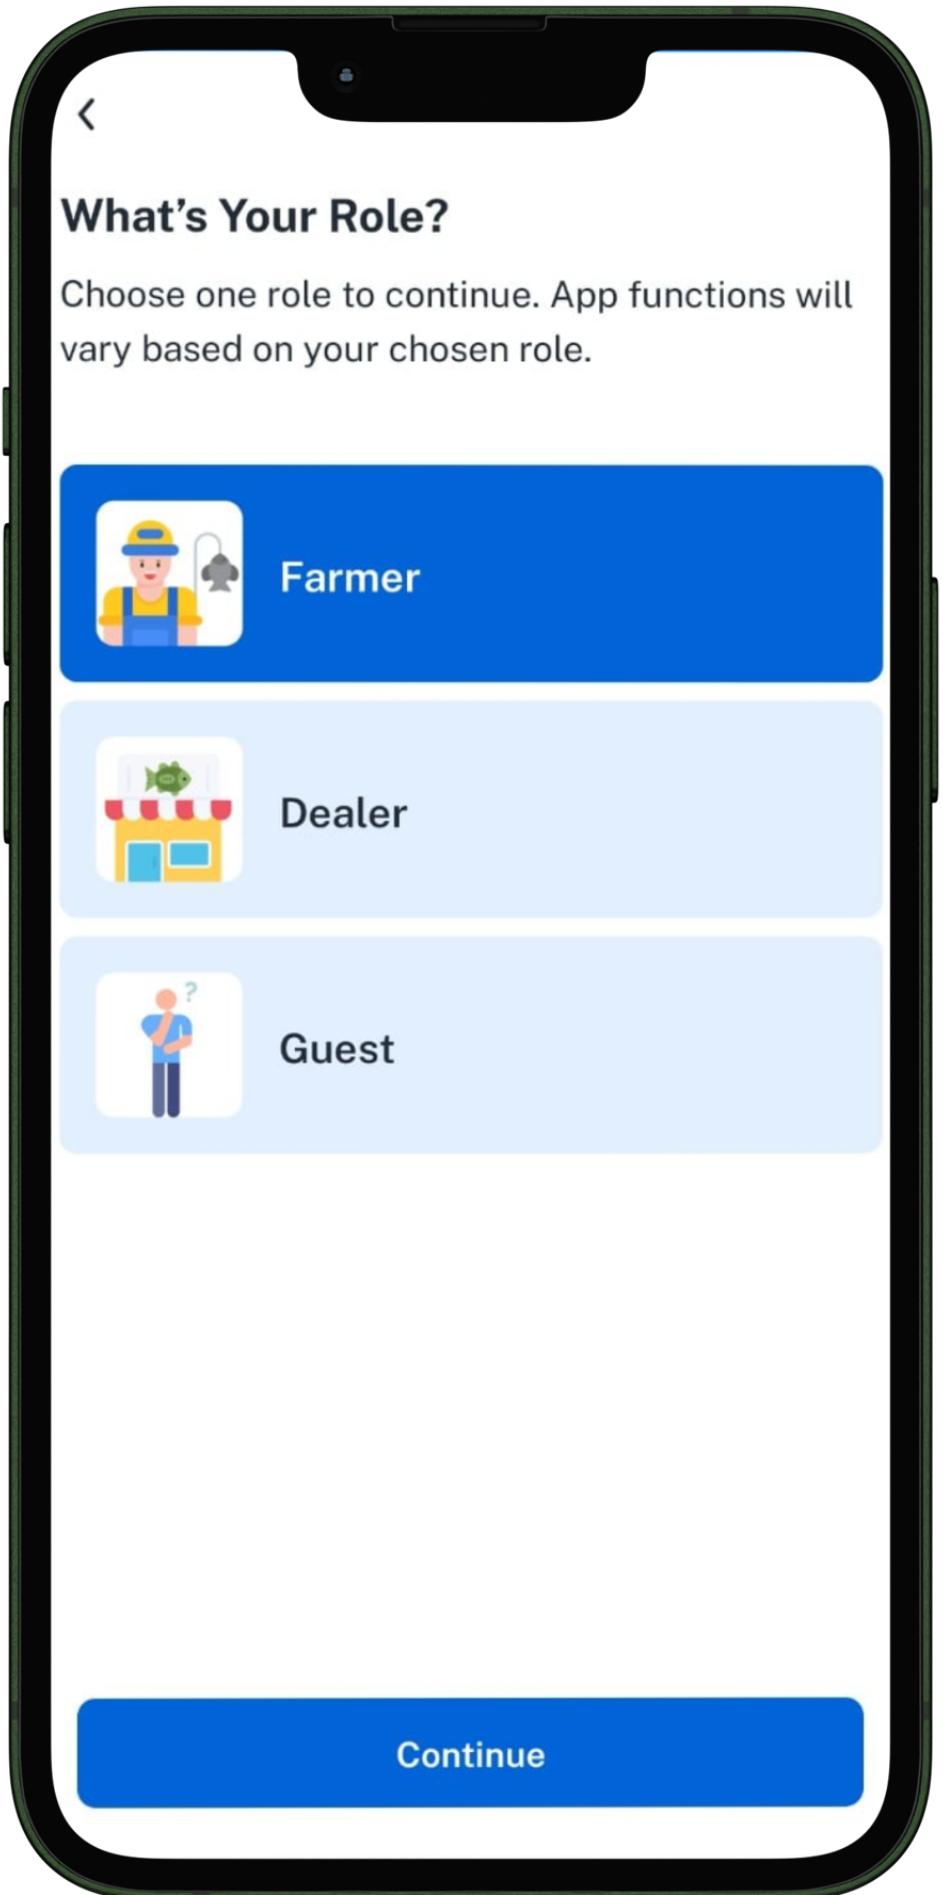 What’s Your Role?
Choose one role to continue. App functions will
vary based on your chosen role.
Farmer
Dealer
?
Guest
Continue